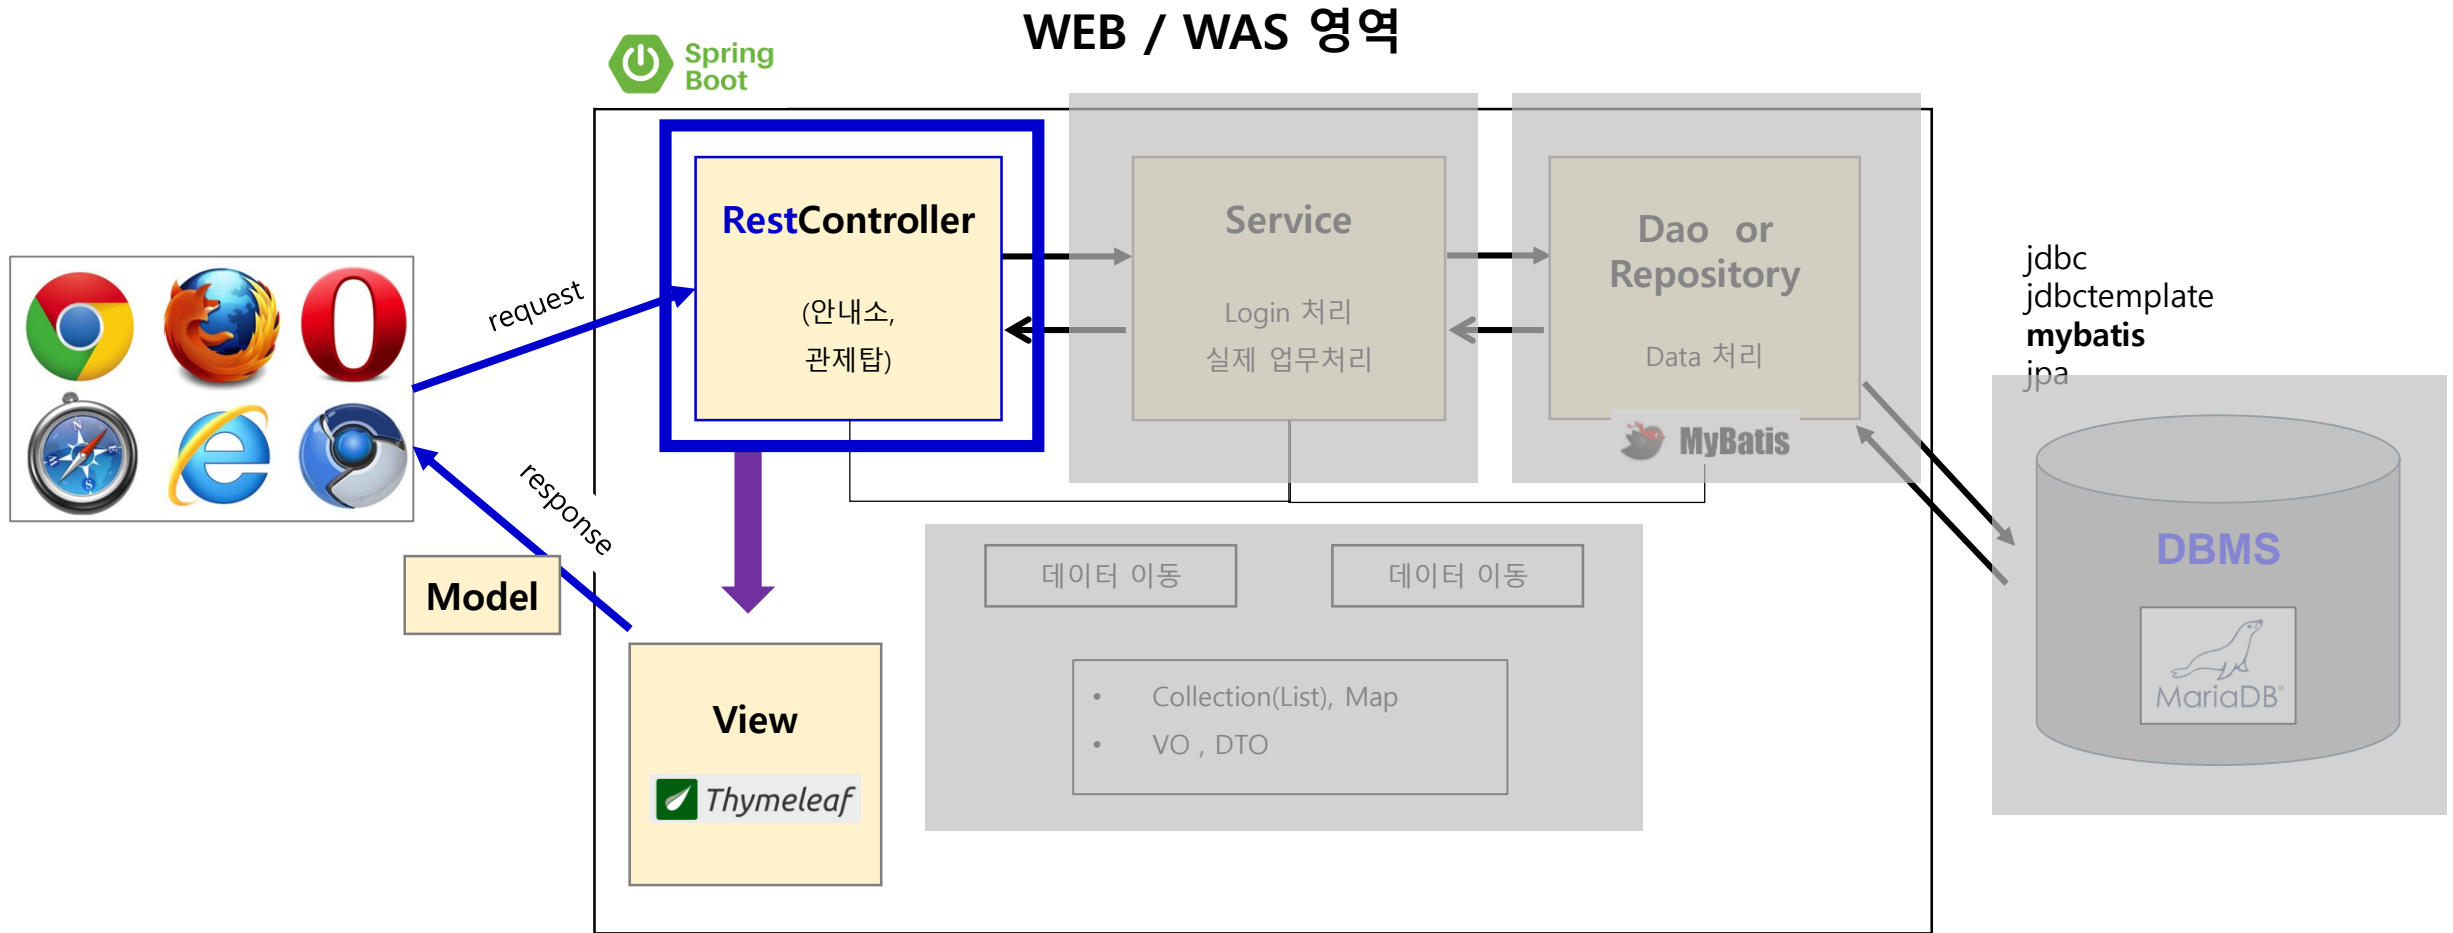 WEB / WAS 영역
Spring
Boot
RestController
(안내소,
관제탑)
Service
Login 처리
실제 업무처리
Dao or
Repository
Data 처리
MyBatis
jdbc
jdbctemplate
mybatis
jpa
request
response
Model
View
Thymeleaf
데이터 이동
데이터 이동
• Collection(List), Map
• VO , DTO
DBMS
MariaDB®